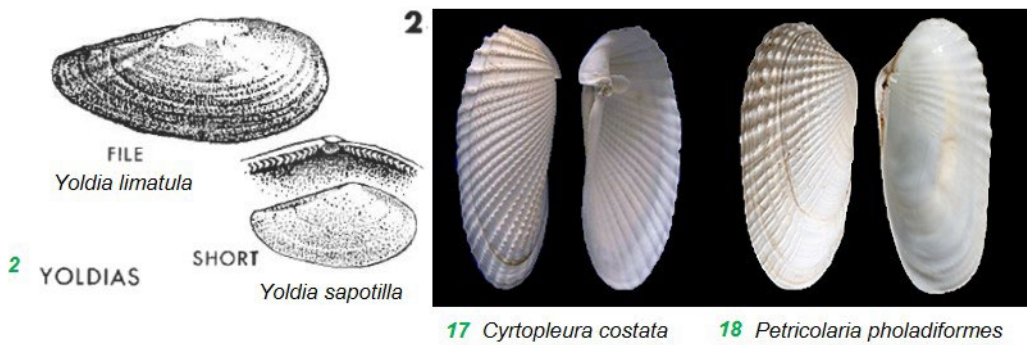 2
FILE
Yoldia limatula
SHORT
2 YOLDIAS
Yoldia sapotilla
17 Cyrtopleura costata
18 Petricolaria pholadiformes